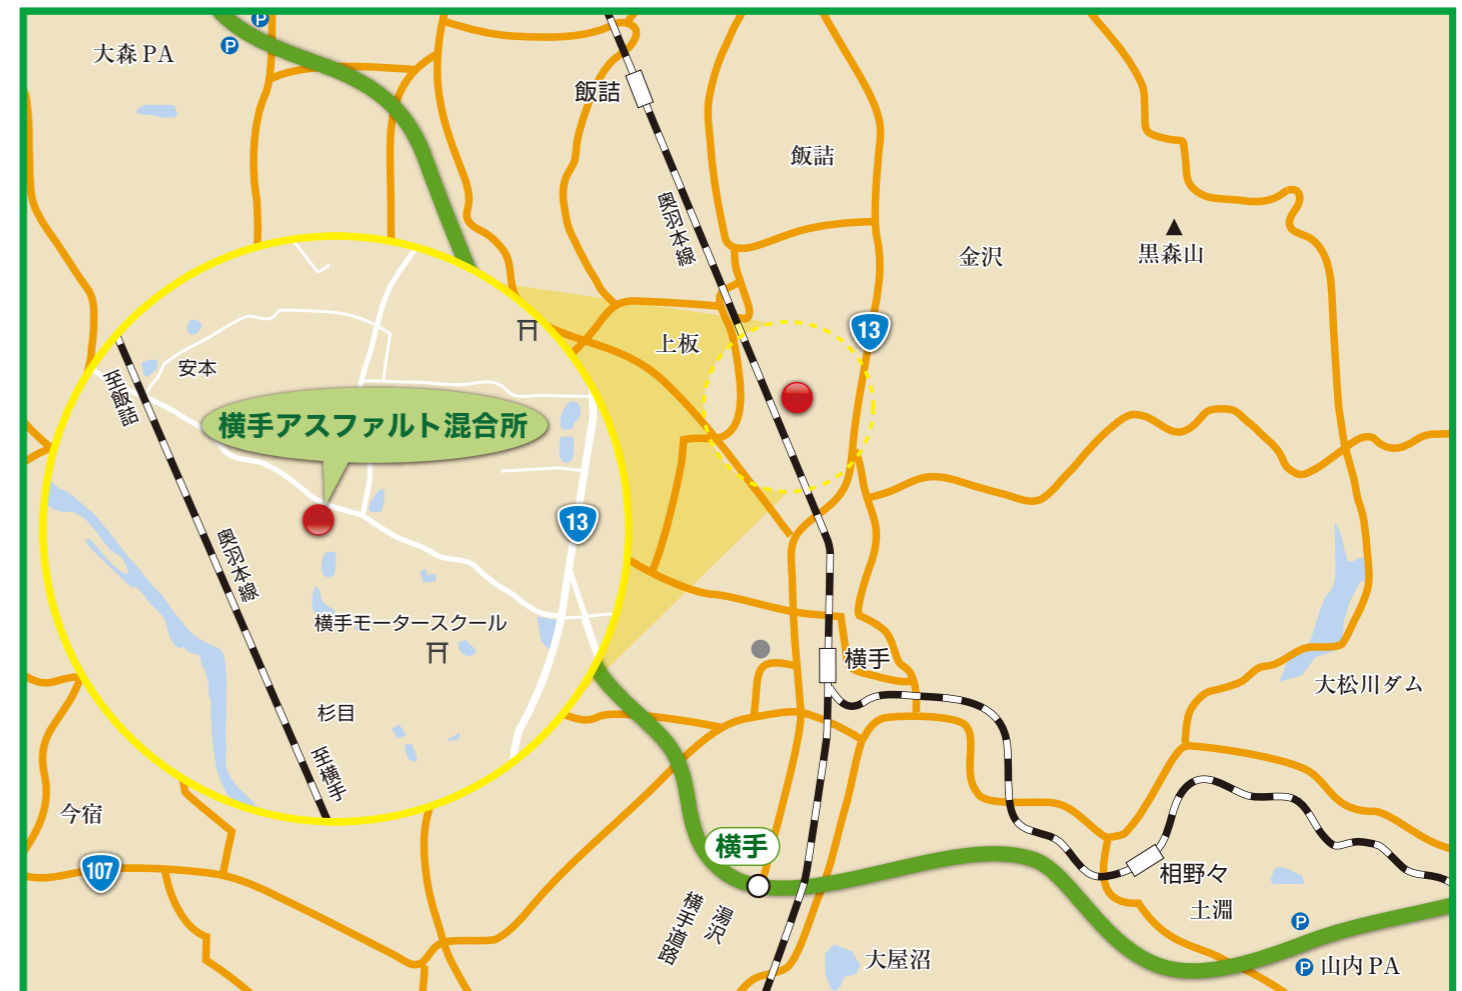 P
大森PA
P
飯詰
飯詰
奥羽本線
金沢
黒森山
13
上板
安本
至飯詰
横手アスファルト混合所
13
奥羽本線
横手モータースクール
横手
大松川ダム
杉目
至横手
今宿
横手
107
相野々
湯沢
横手道路
土淵
P
大屋沼
P
山内PA